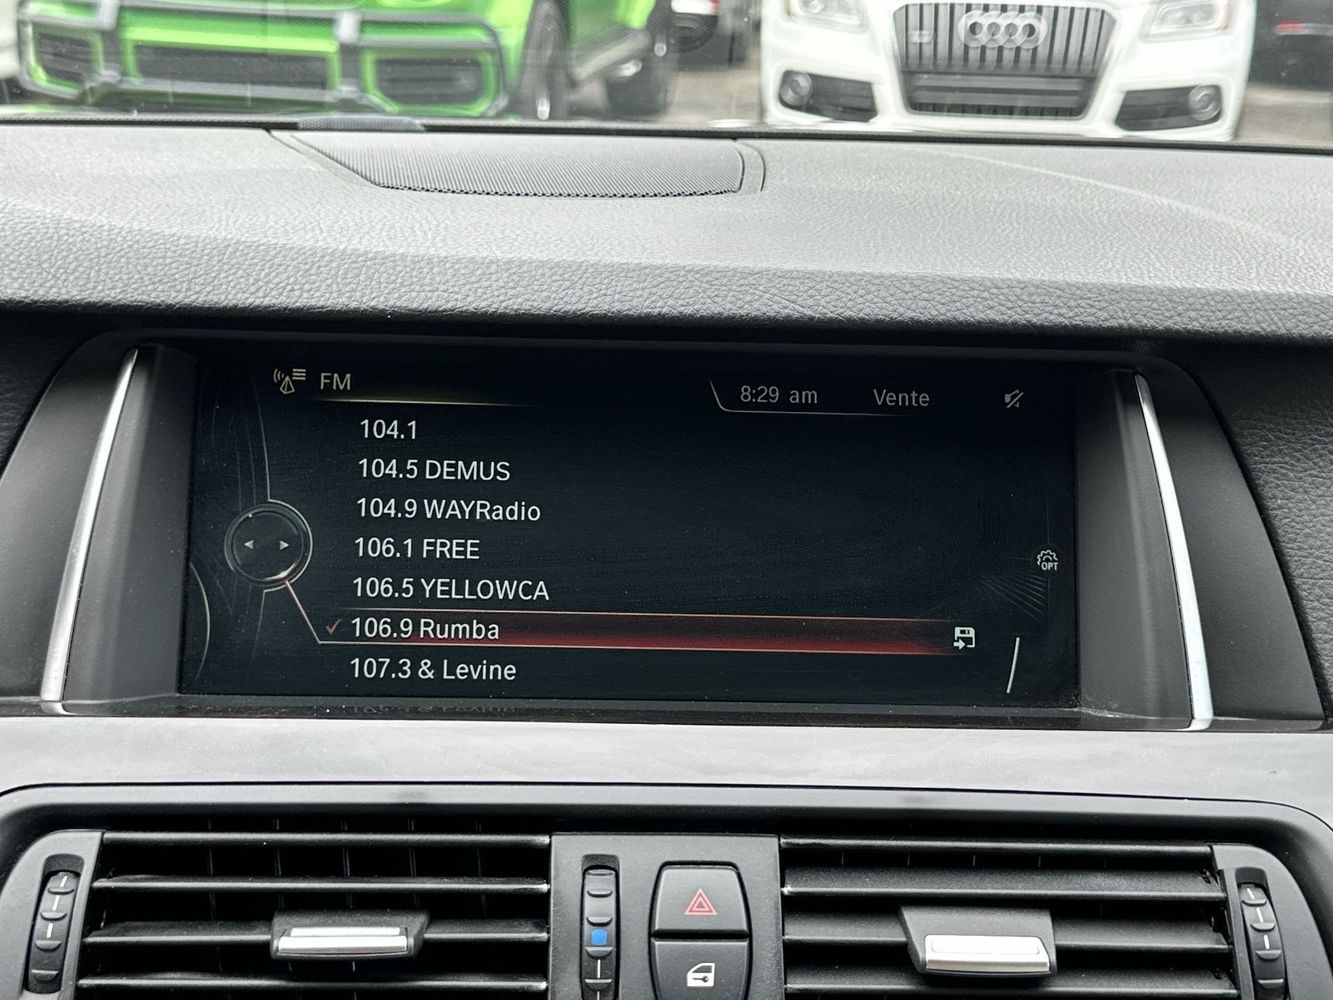 FM
8:29 am Vente
104.1
104.5 DEMUS
104.9 WAYRadio
106.1 FREE
106.5 YELLOWCA
106.9 Rumba
107.3 & Levine
OPT